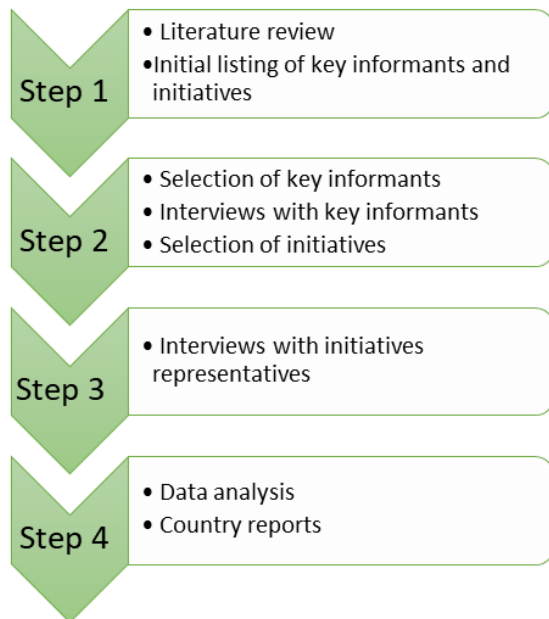 Step 1
• Literature review
•Initial listing of key informants and
initiatives
Step 2
• Selection of key informants
• Interviews with key informants
• Selection of initiatives
Step 3
• Interviews with initiatives
representatives
Step 4
• Data analysis
• Country reports